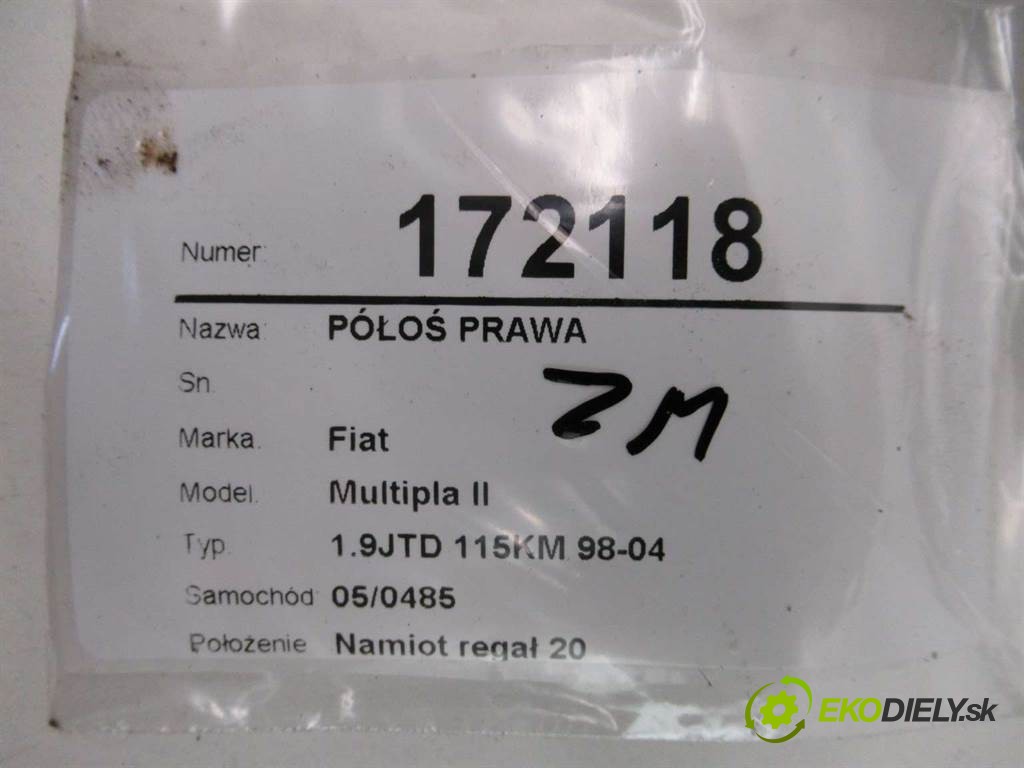 Numer: 172118
Nazwa: PÓŁOŚ PRAWA
Sn.
ZM
Marka. Fiat
Model. Multipla II
Typ. 1.9JTD 115KM 98-04
Samochód: 05/0485
Położenie Namiot regał 20
EKODIELY.sk